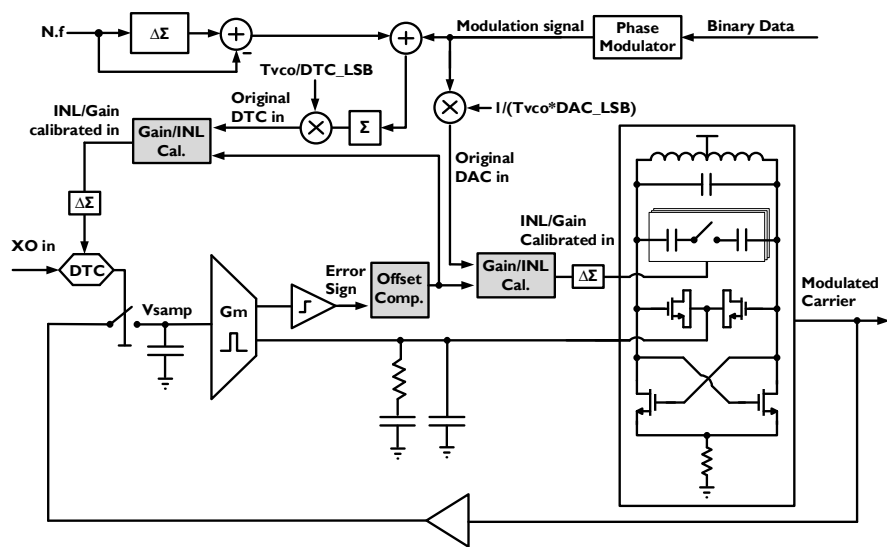 N.f
ΔΣ
+
-
+
Modulation signal
Phase
Modulator
Binary Data
Tvco/DTC_LSB
Original
DTC in
×
Σ
×
1/(Tvco*DAC_LSB)
INL/Gain
calibrated in
Gain/INL
Cal.
Original
DAC in
ΔΣ
XO in
DTC
Vsamp
Gm
Error
Sign
Offset
Comp.
INL/Gain
Calibrated in
Gain/INL
Cal.
ΔΣ
Modulated
Carrier